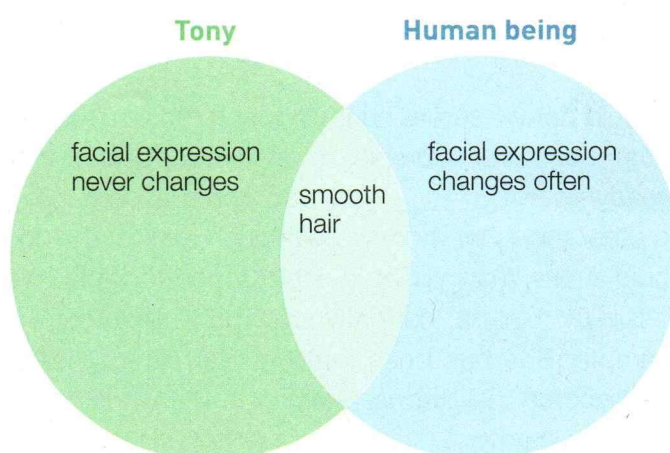 Tony
Human being
facial expression
never changes
smooth
hair
facial expression
changes often